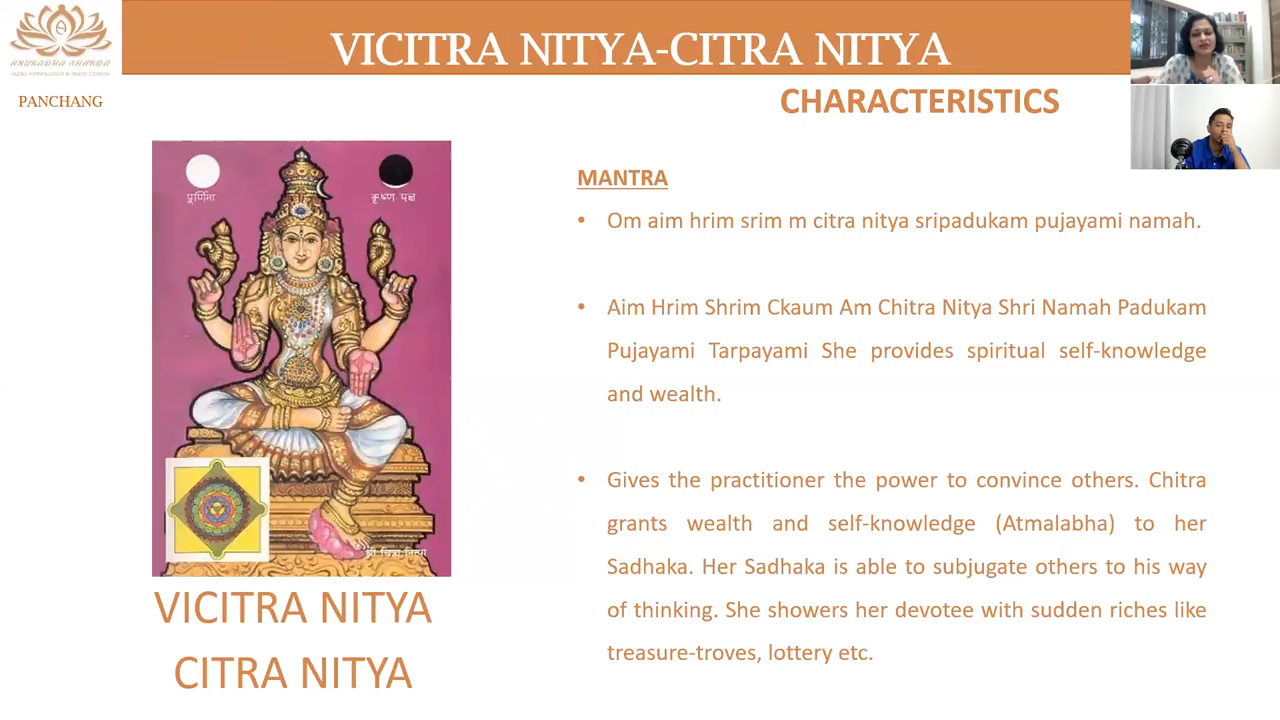 VICITRA NITYA-CITRA NITYA
ANURADHA SHARDA
PANCHANG
CHARACTERISTICS
पूर्णिमा
कृष्ण पक्ष
श्री चित्रा नित्या
VICITRA NITYA
CITRA NITYA
MANTRA
• Om aim hrim srim m citra nitya sripadukam pujayami namah.
• Aim Hrim Shrim Ckaum Am Chitra Nitya Shri Namah Padukam
Pujayami Tarpayami She provides spiritual self-knowledge
and wealth.
• Gives the practitioner the power to convince others. Chitra
grants wealth and self-knowledge (Atmalabha) to her
Sadhaka. Her Sadhaka is able to subjugate others to his way
of thinking. She showers her devotee with sudden riches like
treasure-troves, lottery etc.